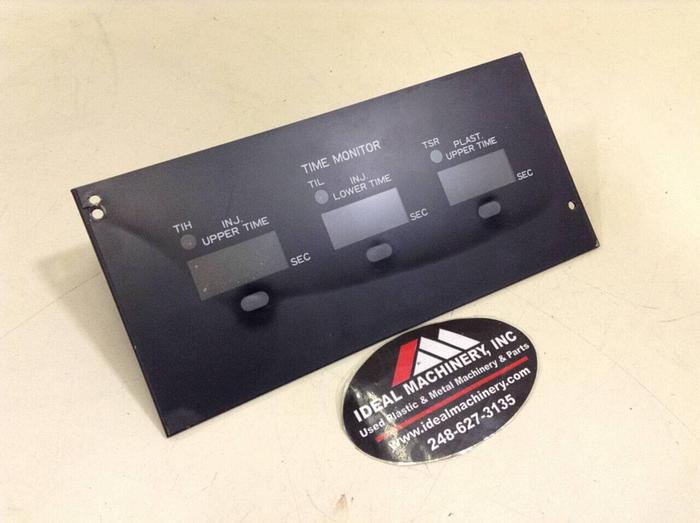 TIME MONITOR
TIH
INJ.
UPPER TIME
SEC
TIL
INJ.
LOWER TIME
SEC
TSR
PLAST.
UPPER TIME
SEC
IDEAL MACHINERY, INC
Used Plastic & Metal Machinery & Parts
www.idealmachinery.com
248-627-3135